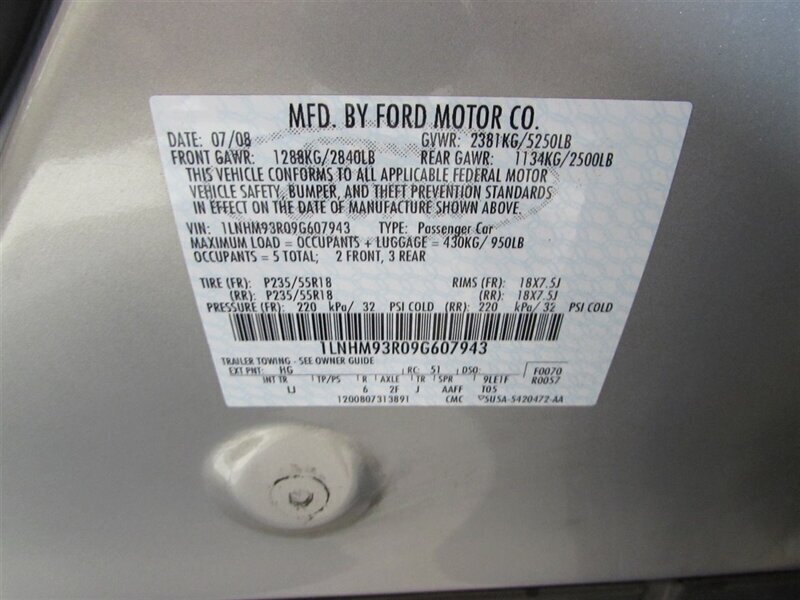 MFD. BY FORD MOTOR CO.
DATE: 07/08 GVWR: 2381KG/5250LB
FRONT GAWR: 1288KG/2840LB REAR GAWR: 1134KG/2500LB
THIS VEHICLE CONFORMS TO ALL APPLICABLE FEDERAL MOTOR
VEHICLE SAFETY, BUMPER, AND THEFT PREVENTION STANDARDS
IN EFFECT ON THE DATE OF MANUFACTURE SHOWN ABOVE.
VIN: 1LNHM93R09G607943 TYPE: Passenger Car
MAXIMUM LOAD = OCCUPANTS + LUGGAGE = 430KG/ 950LB
OCCUPANTS = 5 TOTAL; 2 FRONT, 3 REAR
TIRE (FR): P235/55R18 RIMS (FR): 18X7.5J
(RR): P235/55R18 (RR): 18X7.5J
PRESSURE (FR): 220 kPa/ 32 PSI COLD (RR): 220 kPa/ 32 PSI COLD
1LNHM93R09G607943
TRAILER TOWING - SEE OWNER GUIDE
EXT PNT: HG RC: 51 DSO: F0070
INT TR TP/PS R AXLE TR SPR 9LE1F R0057
LJ 6 2F J AAFF T05
1200807313891 CMC 5U5A-5420472-AA